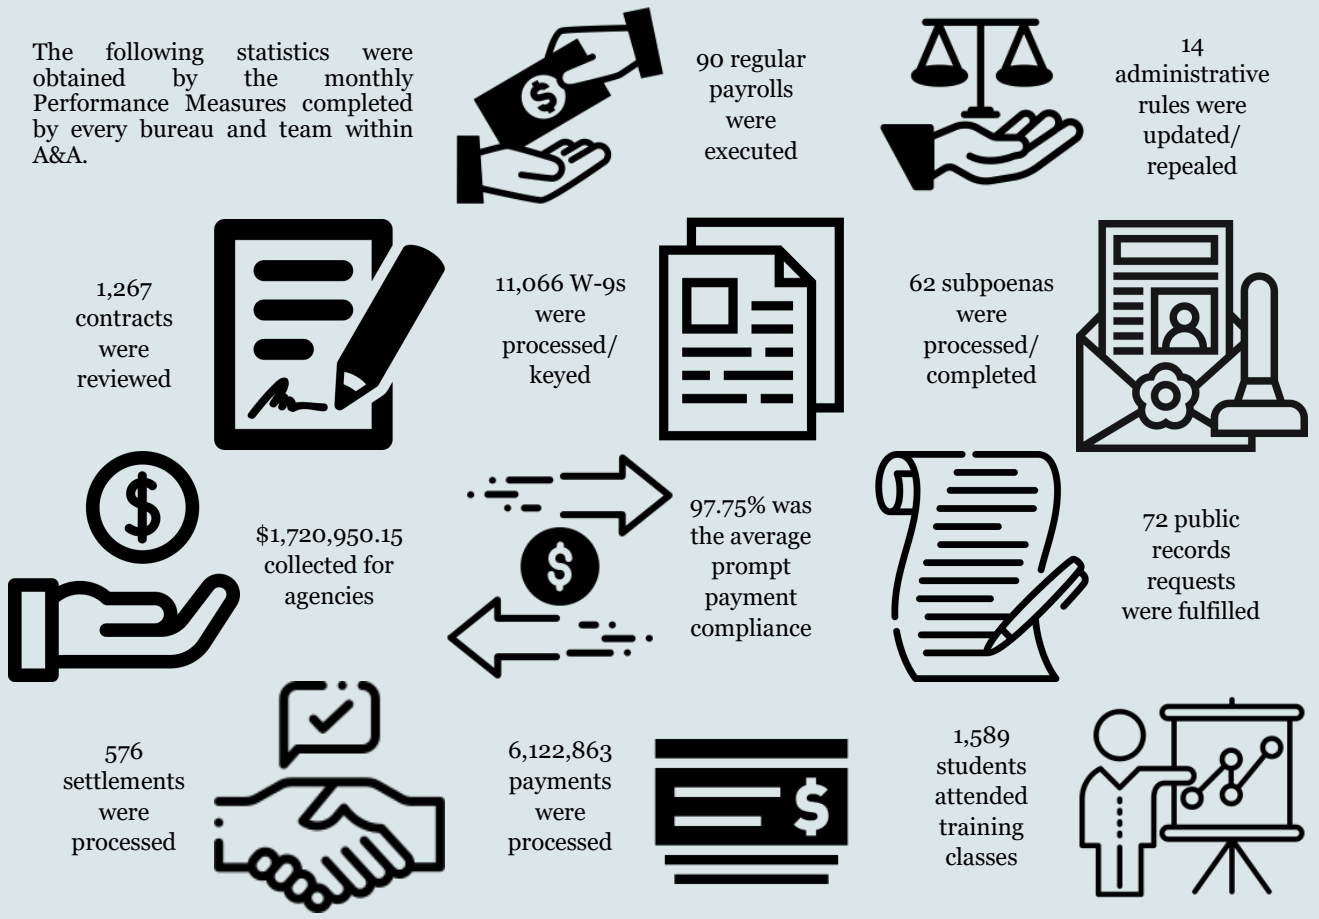 The following statistics were
obtained by the monthly
Performance Measures completed
by every bureau and team within
A&A.
90 regular
payrolls
were
executed
14
administrative
rules were
updated/
repealed
1,267
contracts
were
reviewed
11,066 W-9s
were
processed/
keyed
62 subpoenas
were
processed/
completed
$1,720,950.15
collected for
agencies
97.75% was
the average
prompt
payment
compliance
72 public
records
requests
were fulfilled
576
settlements
were
processed
6,122,863
payments
were
processed
1,589
students
attended
training
classes